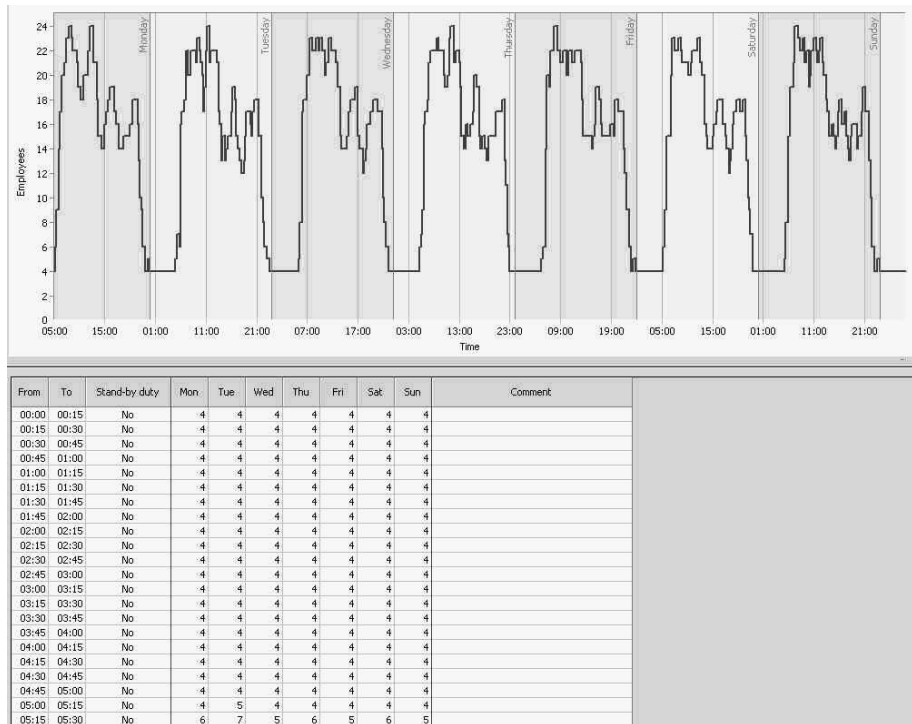 24
22
20
18
16
14
12
10
8
6
4
2
0
Employees
Monday
Tuesday
Wednesday
Thursday
Friday
Saturday
Sunday
05:00 15:00 01:00 11:00 21:00 07:00 17:00 03:00 13:00 23:00 09:00 19:00 05:00 15:00 01:00 11:00 21:00
Time
From To Stand-by duty Mon Tue Wed Thu Fri Sat Sun Comment
00:00 00:15 No 4 4 4 4 4 4 4
00:15 00:30 No 4 4 4 4 4 4 4
00:30 00:45 No 4 4 4 4 4 4 4
00:45 01:00 No 4 4 4 4 4 4 4
01:00 01:15 No 4 4 4 4 4 4 4
01:15 01:30 No 4 4 4 4 4 4 4
01:30 01:45 No 4 4 4 4 4 4 4
01:45 02:00 No 4 4 4 4 4 4 4
02:00 02:15 No 4 4 4 4 4 4 4
02:15 02:30 No 4 4 4 4 4 4 4
02:30 02:45 No 4 4 4 4 4 4 4
02:45 03:00 No 4 4 4 4 4 4 4
03:00 03:15 No 4 4 4 4 4 4 4
03:15 03:30 No 4 4 4 4 4 4 4
03:30 03:45 No 4 4 4 4 4 4 4
03:45 04:00 No 4 4 4 4 4 4 4
04:00 04:15 No 4 4 4 4 4 4 4
04:15 04:30 No 4 4 4 4 4 4 4
04:30 04:45 No 4 4 4 4 4 4 4
04:45 05:00 No 4 4 4 4 4 4 4
05:00 05:15 No 4 5 4 4 4 4 4
05:15 05:30 No 6 7 5 6 5 6 5